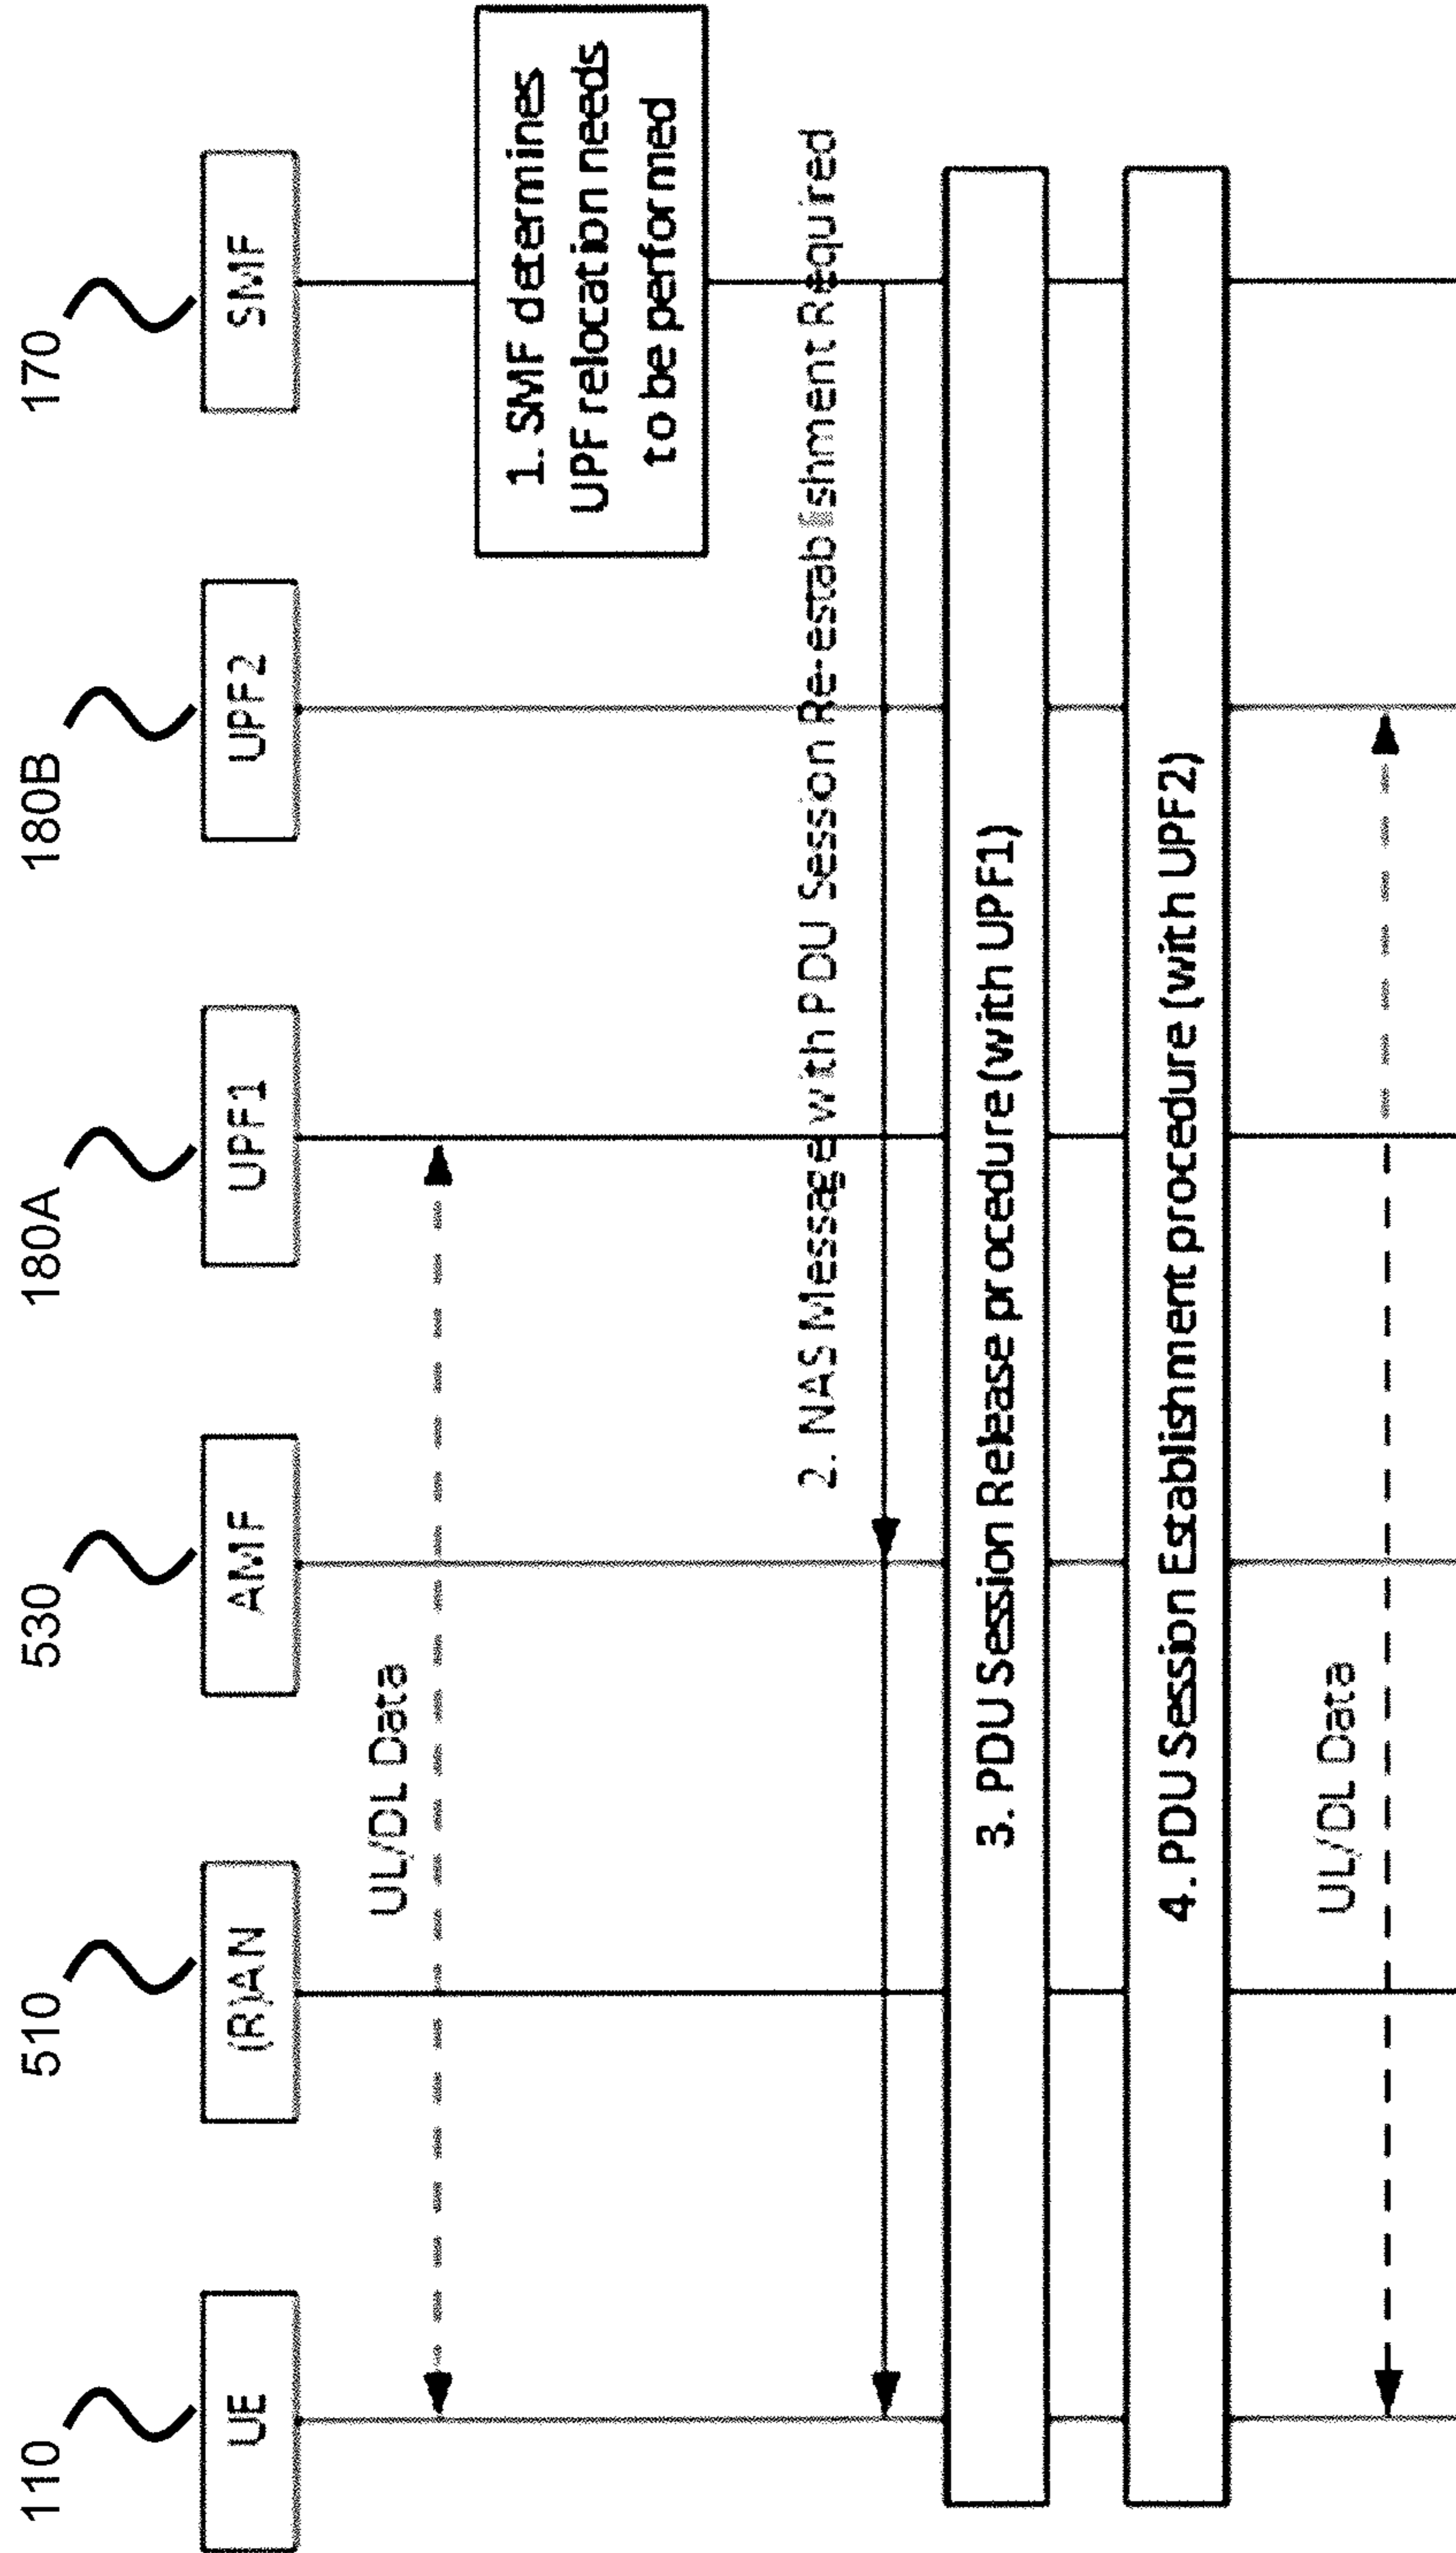 110
510
530
180A
180B
170
UE
(R)AN
AMF
UPF1
UPF2
SMF
UL/DL Data
1. SMF determines
UPF relocation needs
to be performed
2. NAS Message with PDU Session Re-establishment Required
3. PDU Session Release procedure (with UPF1)
4. PDU Session Establishment procedure (with UPF2)
UL/DL Data